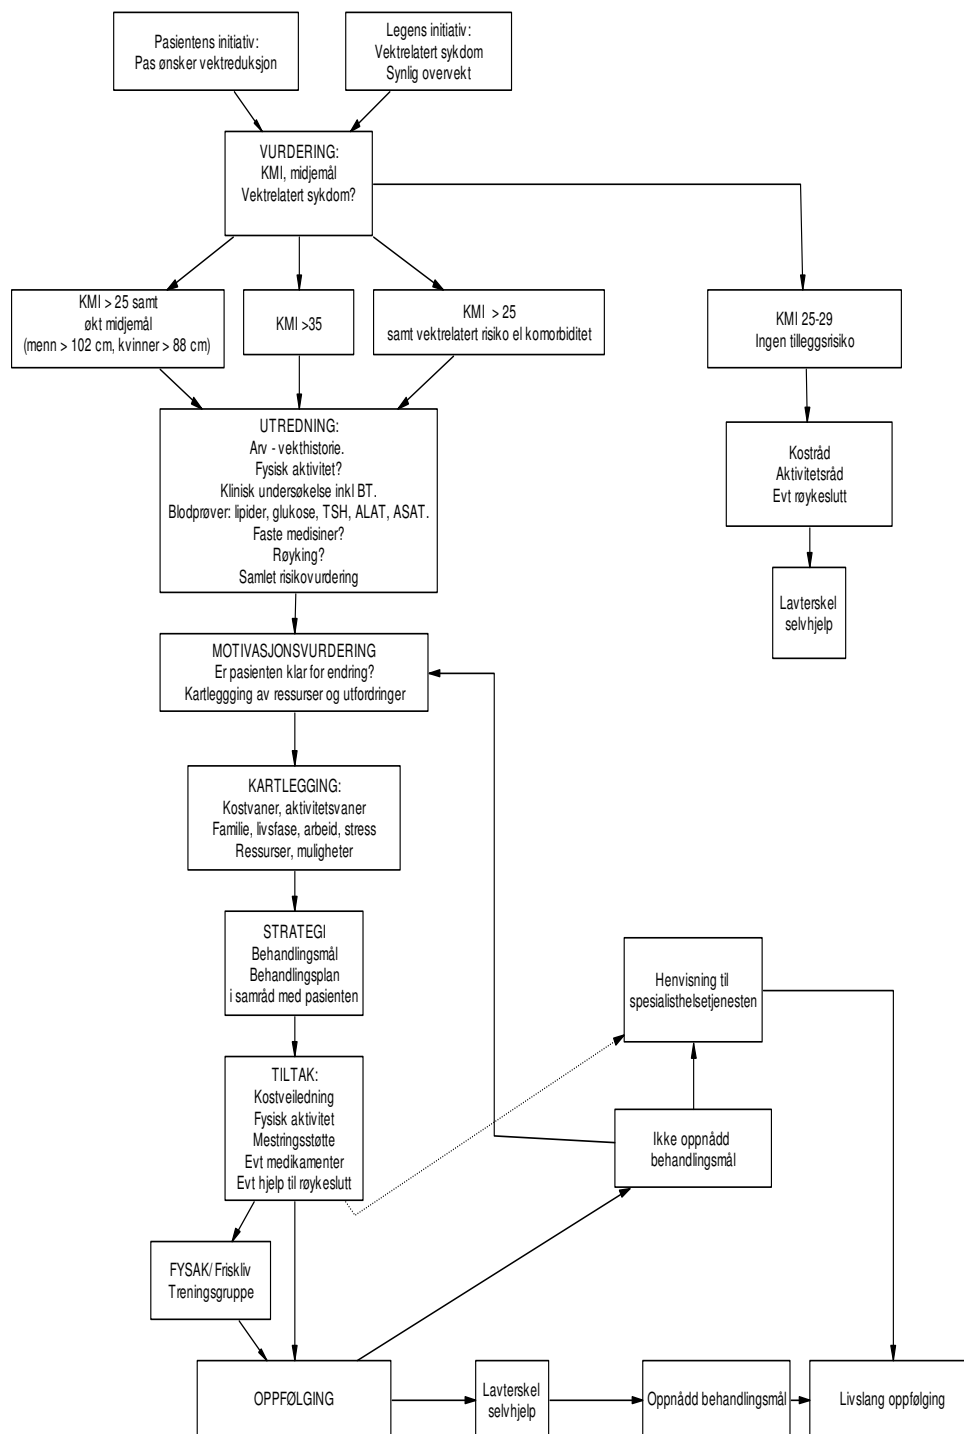 Pasientens initiativ:
Pas ønsker vektreduksjon
Legens initiativ:
Vektrelatert sykdom
Synlig overvekt
VURDERING:
KMI, midjemål
Vektrelatert sykdom?
KMI > 25 samt
økt midjemål
(menn > 102 cm, kvinner > 88 cm)
KMI >35
KMI > 25
samt vektrelatert risiko el komorbiditet
KMI 25-29
Ingen tilleggsrisiko
UTREDNING:
Arv - vekthistorie.
Fysisk aktivitet?
Klinisk undersøkelse inkl BT.
Blodprøver: lipider, glukose, TSH, ALAT, ASAT.
Faste medisiner?
Røyking?
Samlet risikovurdering
Kostråd
Aktivitetsråd
Evt røykeslutt
Lavterskel
selvhjelp
MOTIVASJONSVURDERING
Er pasienten klar for endring?
Kartleggging av ressurser og utfordringer
KARTLEGGING:
Kostvaner, aktivitetsvaner
Familie, livsfase, arbeid, stress
Ressurser, muligheter
STRATEGI
Behandlingsmål
Behandlingsplan
i samråd med pasienten
Henvisning til
spesialisthelsetjenesten
TILTAK:
Kostveiledning
Fysisk aktivitet
Mestringsstøtte
Evt medikamenter
Evt hjelp til røykeslutt
Ikke oppnådd
behandlingsmål
FYSAK/ Friskliv
Treningsgruppe
OPPFØLGING
Lavterskel
selvhjelp
Oppnådd behandlingsmål
Livslang oppfølging